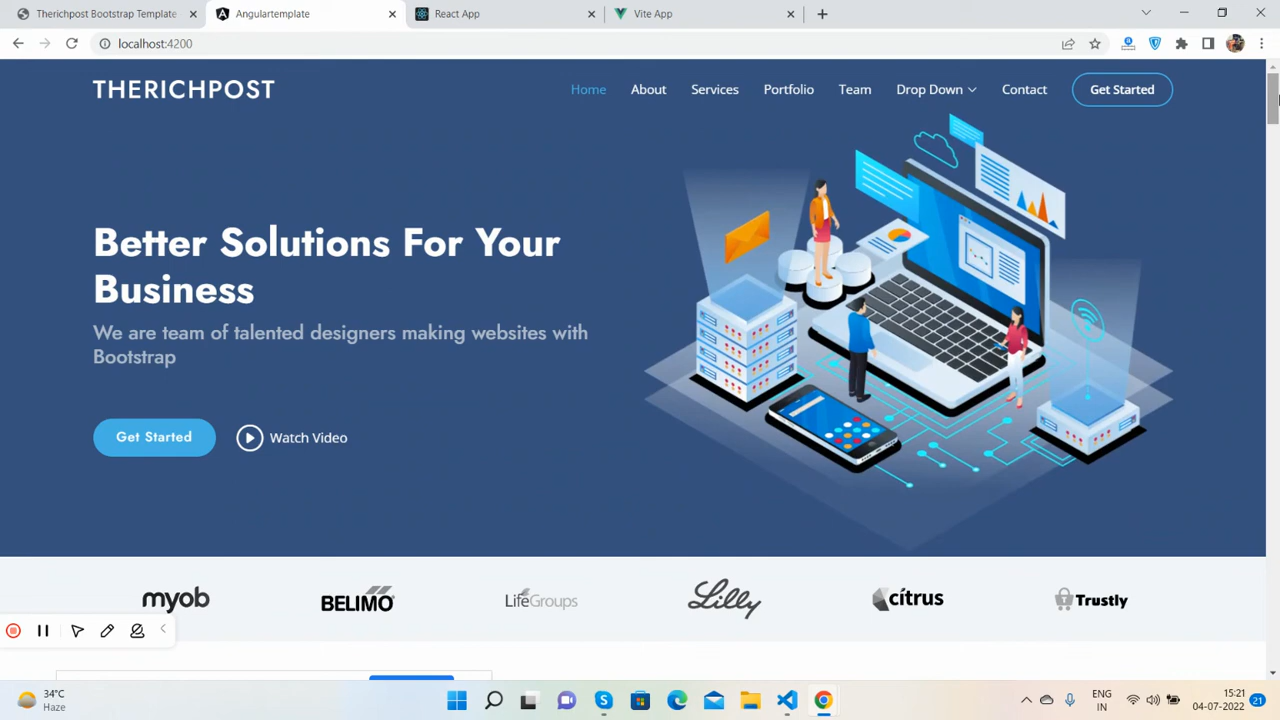 Therichpost Bootstrap Template
Angulartemplate
React App
Vite App
localhost:4200
THERICHPOST
Home
About
Services
Portfolio
Team
Drop Down
Contact
Get Started
Better Solutions For Your
Business
We are team of talented designers making websites with
Bootstrap
Get Started
Watch Video
myob
BELIMO
LifeGroups
Lilly
cítrus
Trustly
34°C
Haze
ENG
IN
15:21
04-07-2022
21